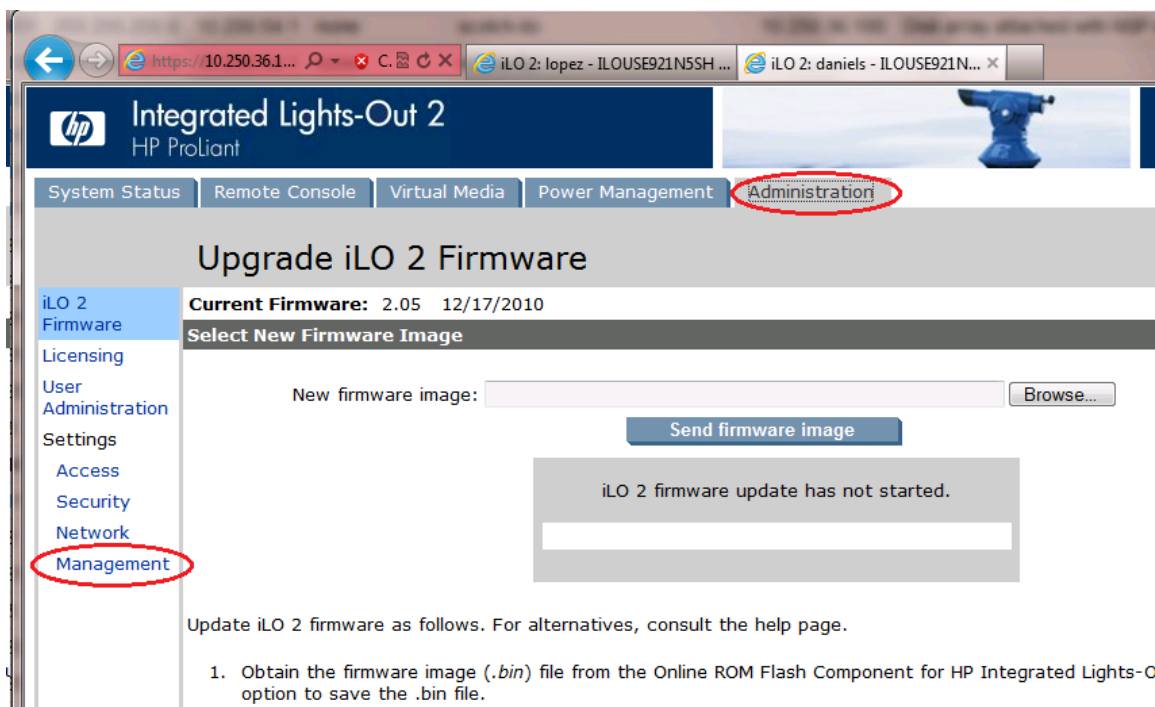 https://10.250.36.1... C.
iLO 2: lopez - ILOUSE921N5SH ...
iLO 2: daniels - ILOUSE921N...
hp
Integrated Lights-Out 2
HP ProLiant
System Status
Remote Console
Virtual Media
Power Management
Administration
Upgrade iLO 2 Firmware
iLO 2
Firmware
Licensing
User
Administration
Settings
Access
Security
Network
Management
Current Firmware: 2.05 12/17/2010
Select New Firmware Image
New firmware image:
Browse...
Send firmware image
iLO 2 firmware update has not started.
Update iLO 2 firmware as follows. For alternatives, consult the help page.
1. Obtain the firmware image (.bin) file from the Online ROM Flash Component for HP Integrated Lights-O
option to save the .bin file.